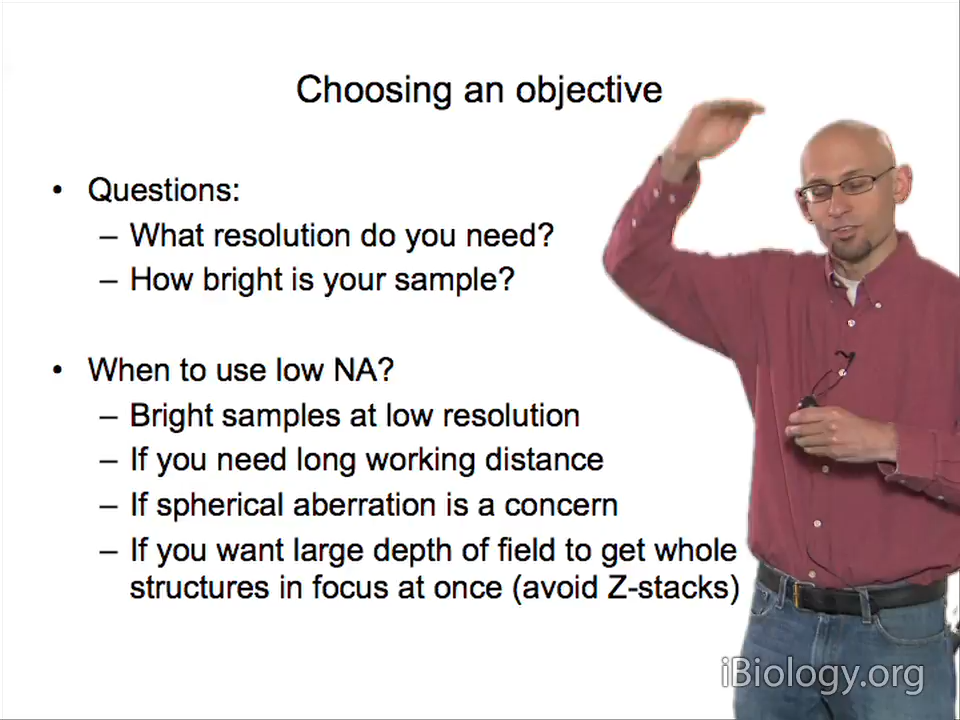 Choosing an objective
• Questions:
– What resolution do you need?
– How bright is your sample?
• When to use low NA?
– Bright samples at low resolution
– If you need long working distance
– If spherical aberration is a concern
– If you want large depth of field to get whole
structures in focus at once (avoid Z-stacks)
iBiology.org